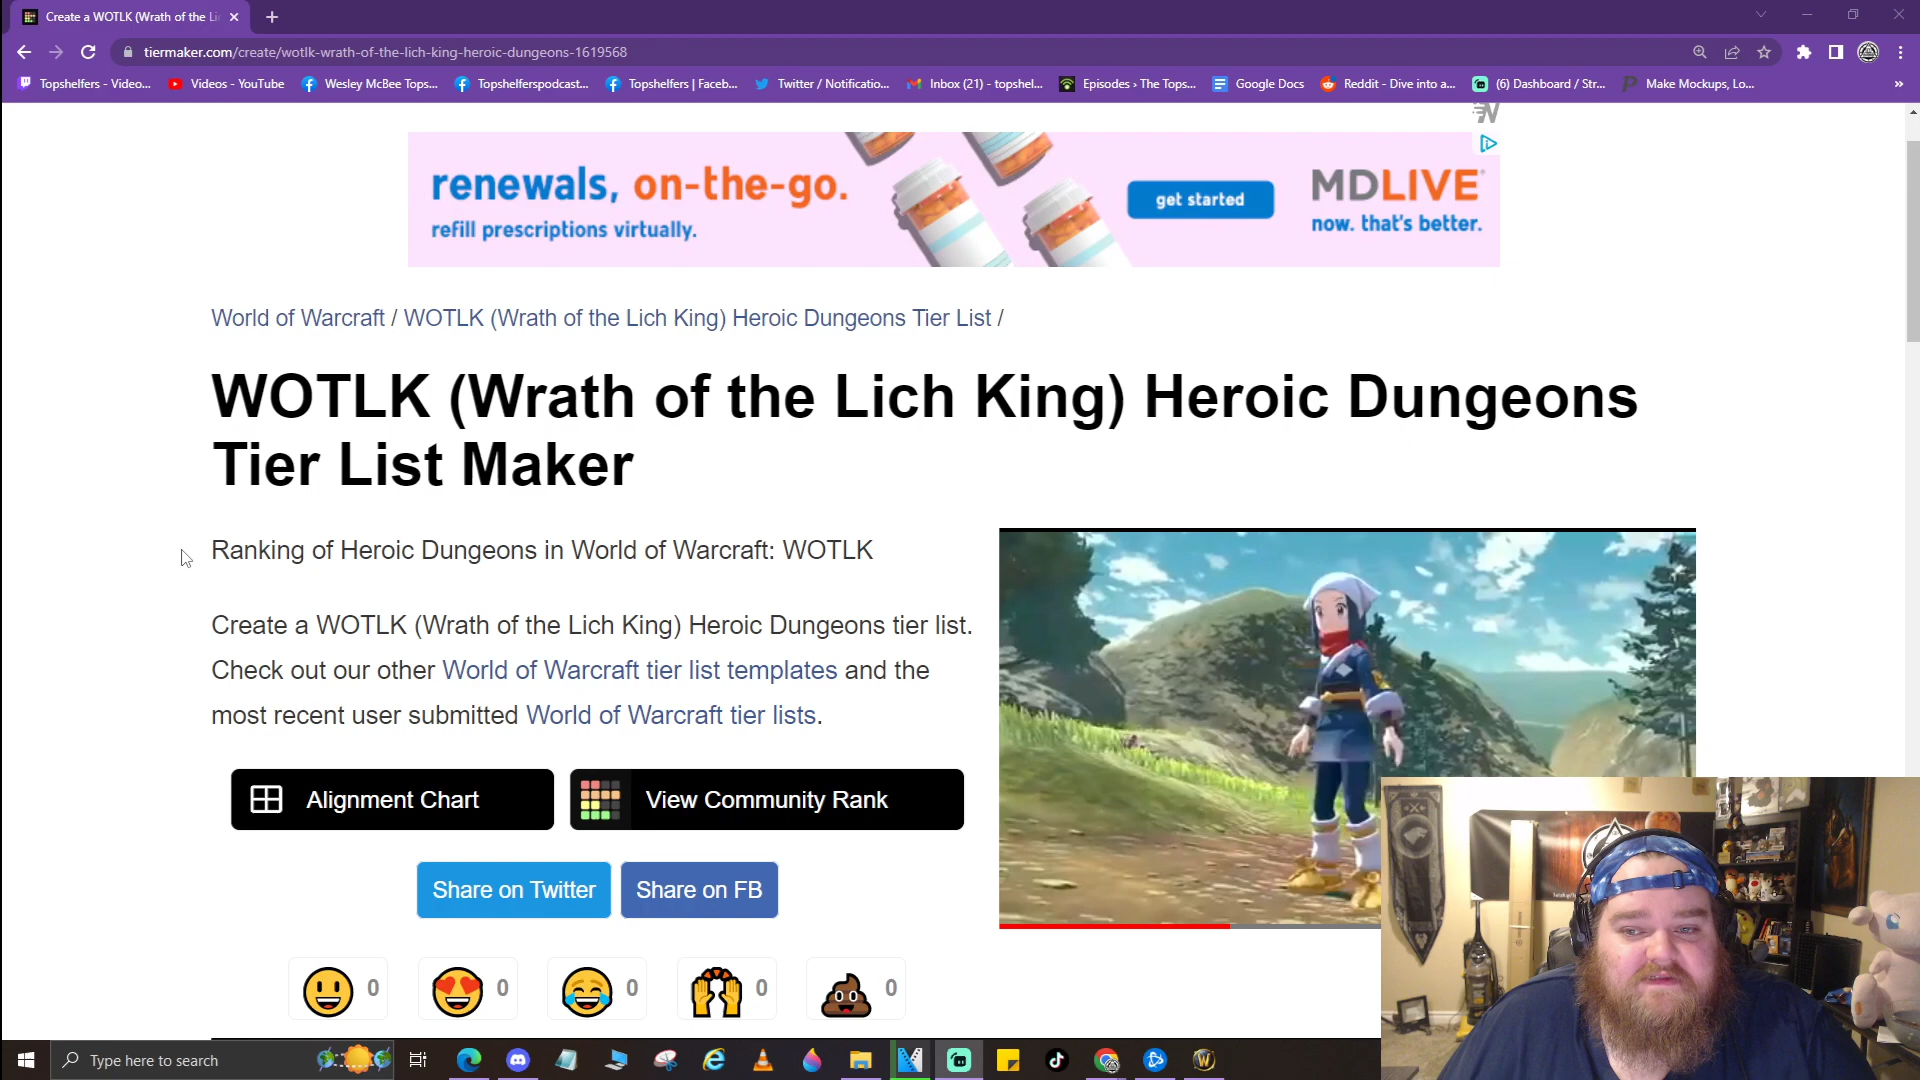 Create a WOTLK (Wrath of the Li
tiermaker.com/create/wotlk-wrath-of-the-lich-king-heroic-dungeons-1619568
Topshelfers - Video... Videos - YouTube Wesley McBee Tops... Topshelferspodcast... Topshelfers | Faceb... Twitter / Notificatio... Inbox (21) - topshel... Episodes › The Tops... Google Docs Reddit - Dive into a... (6) Dashboard / Str... Make Mockups, Lo... »
renewals, on-the-go.
refill prescriptions virtually.
get started
MDLIVE
now. that's better.
World of Warcraft / WOTLK (Wrath of the Lich King) Heroic Dungeons Tier List /
WOTLK (Wrath of the Lich King) Heroic Dungeons
Tier List Maker
Ranking of Heroic Dungeons in World of Warcraft: WOTLK
Create a WOTLK (Wrath of the Lich King) Heroic Dungeons tier list.
Check out our other World of Warcraft tier list templates and the
most recent user submitted World of Warcraft tier lists.
Alignment Chart
View Community Rank
Share on Twitter
Share on FB
0 0 0 0 0
Type here to search